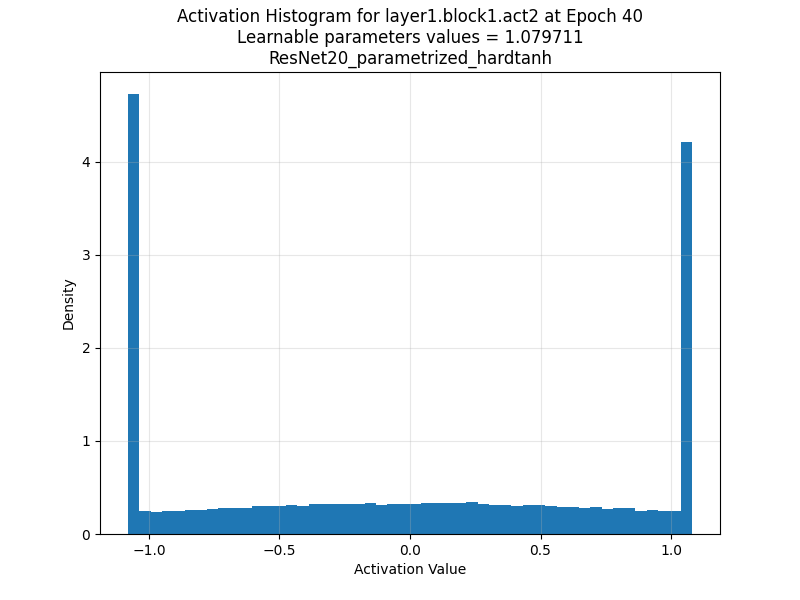 Activation Histogram for layer1.block1.act2 at Epoch 40
Learnable parameters values = 1.079711
ResNet20_parametrized_hardtanh
Density
4
3
2
1
0
−1.0
−0.5
0.0
0.5
1.0
Activation Value